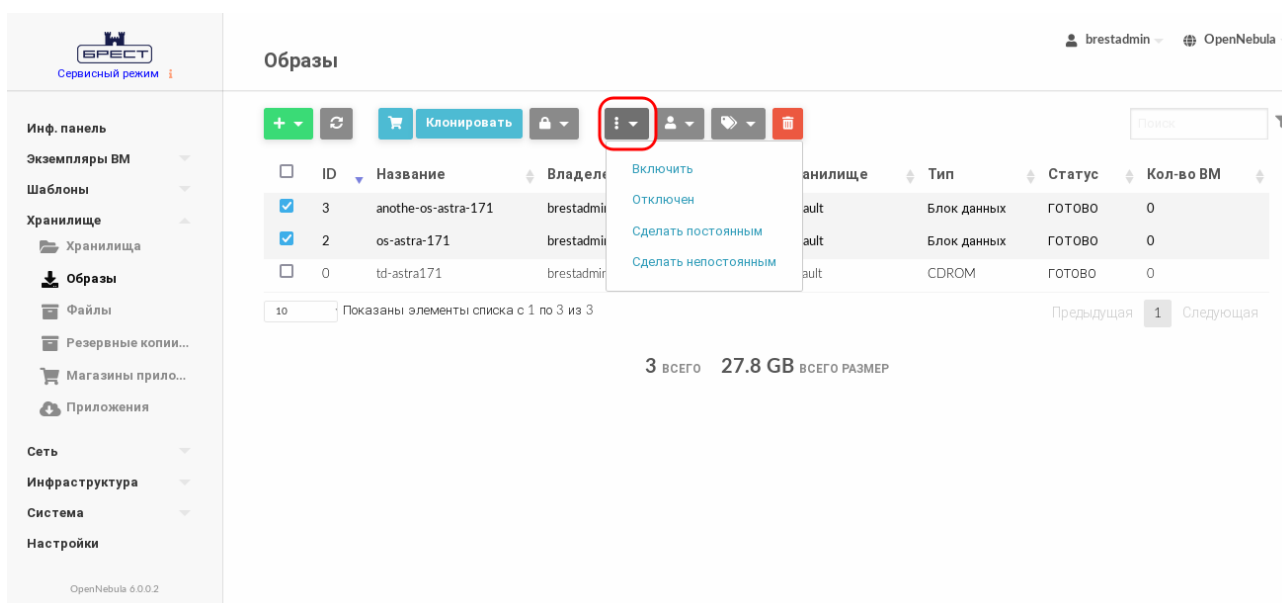 БРЕСТ
Сервисный режим
brestadmin OpenNebula
Образы
Клонировать
Поиск
Инф. панель
Экземпляры ВМ
Шаблоны
Хранилище
Хранилища
Образы
Файлы
Резервные копии...
Магазины прило...
Приложения
Сеть
Инфраструктура
Система
Настройки
OpenNebula 6.0.0.2
ID Название Владеле анилище Тип Статус Кол-во ВМ
3 anothe-os-astra-171 brestadmi ault Блок данных ГОТОВО 0
2 os-astra-171 brestadmi ault Блок данных ГОТОВО 0
0 td-astra171 brestadmin ault CDROM ГОТОВО 0
Включить
Отключен
Сделать постоянным
Сделать непостоянным
10 Показаны элементы списка с 1 по 3 из 3
Предыдущая 1 Следующая
3 ВСЕГО 27.8 GB ВСЕГО РАЗМЕР